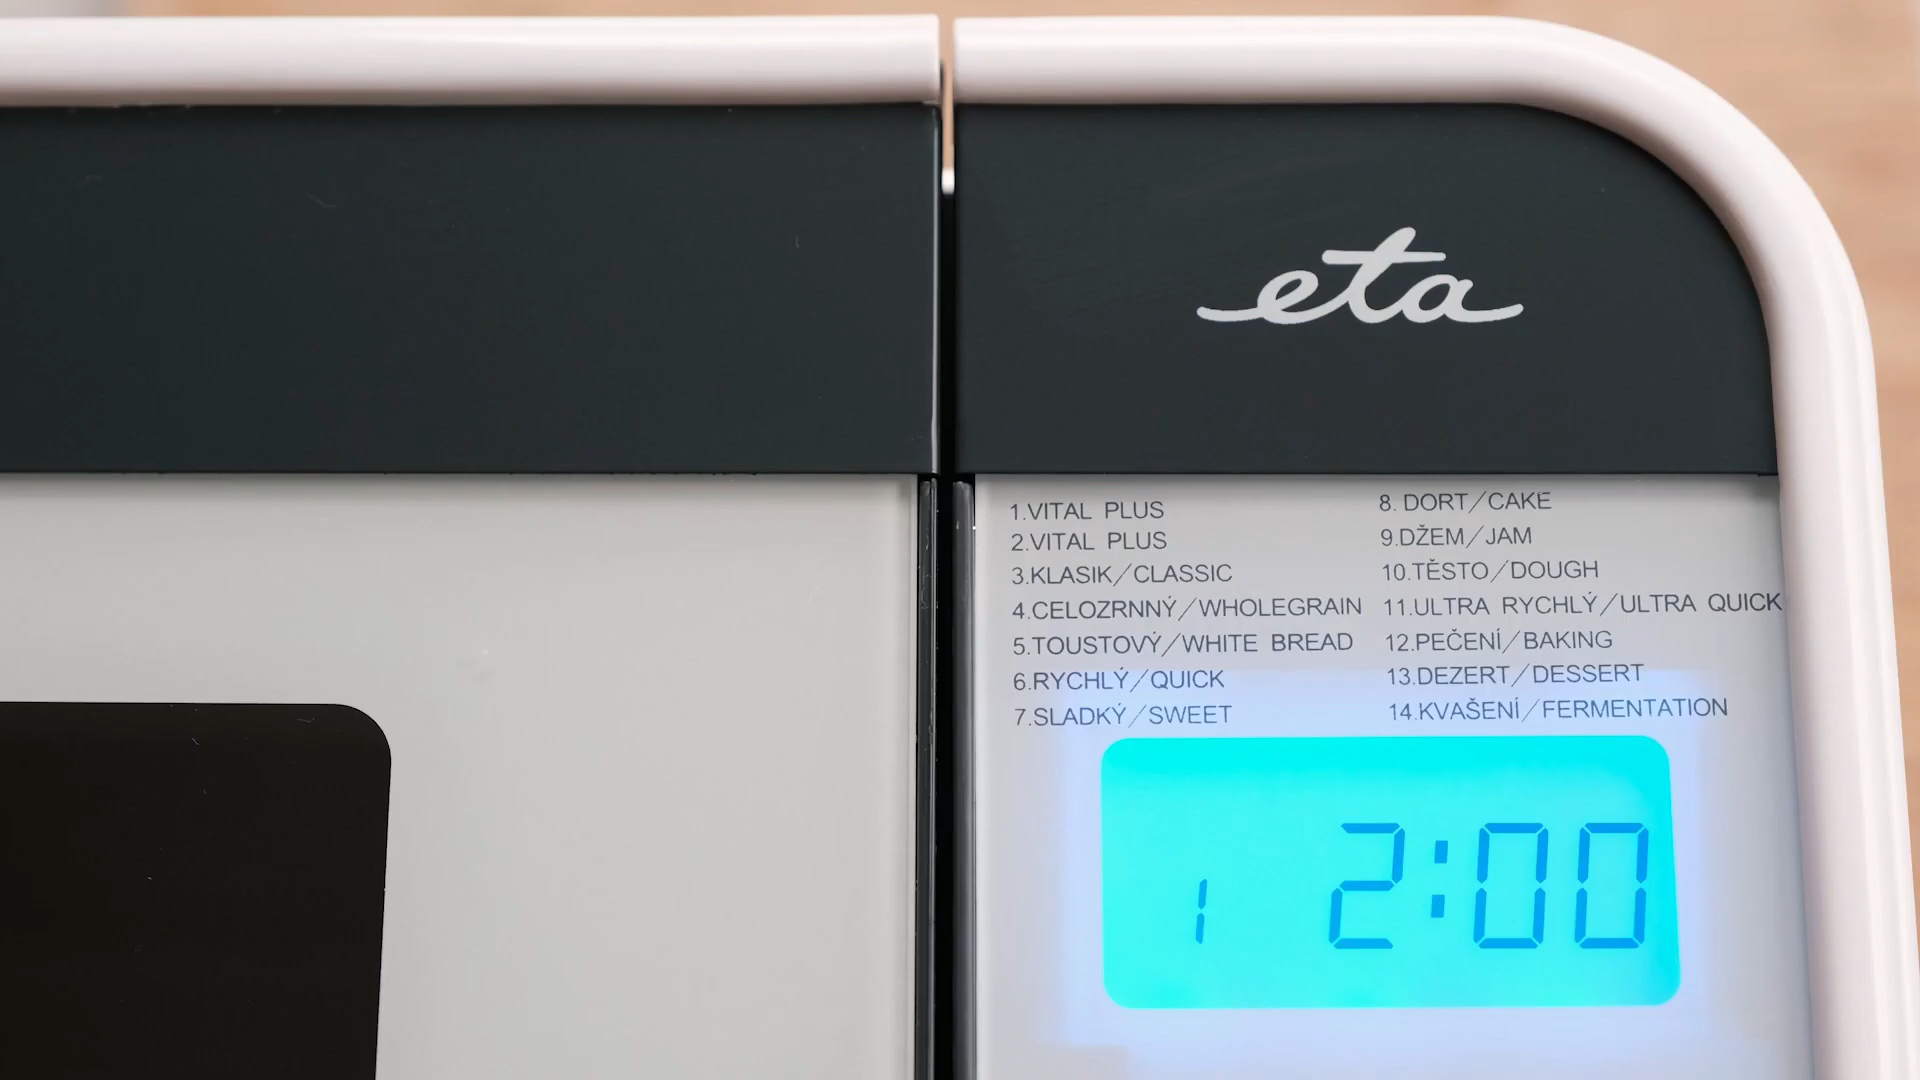 eta
1.VITAL PLUS
2.VITAL PLUS
3.KLASIK/CLASSIC
4.CELOZRNNÝ/WHOLEGRAIN
5.TOUSTOVÝ/WHITE BREAD
6.RYCHLÝ/QUICK
7.SLADKÝ/SWEET
8. DORT/CAKE
9.DŽEM/JAM
10.TĚSTO/DOUGH
11.ULTRA RYCHLÝ/ULTRA QUICK
12.PEČENÍ/BAKING
13.DEZERT/DESSERT
14.KVAŠENÍ/FERMENTATION
1 2:00